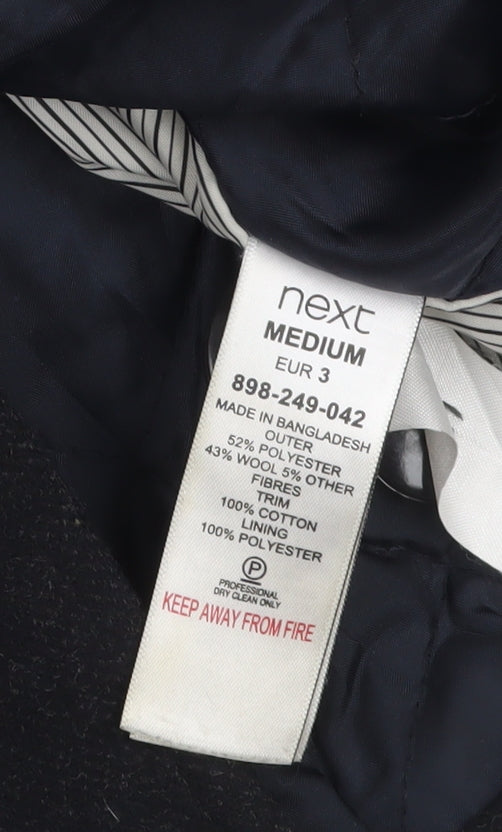 next
MEDIUM
EUR 3
898-249-042
MADE IN BANGLADESH
OUTER
52% POLYESTER
43% WOOL 5% OTHER
FIBRES
TRIM
100% COTTON
LINING
100% POLYESTER
P
PROFESSIONAL
DRY CLEAN ONLY
KEEP AWAY FROM FIRE